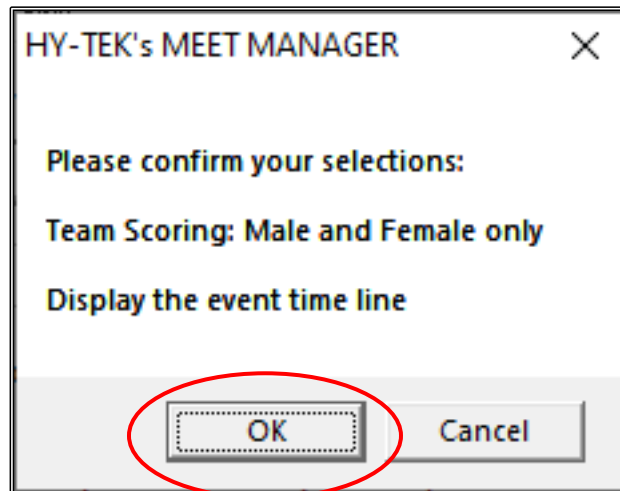 HY-TEK's MEET MANAGER
Please confirm your selections:
Team Scoring: Male and Female only
Display the event time line
OK
Cancel